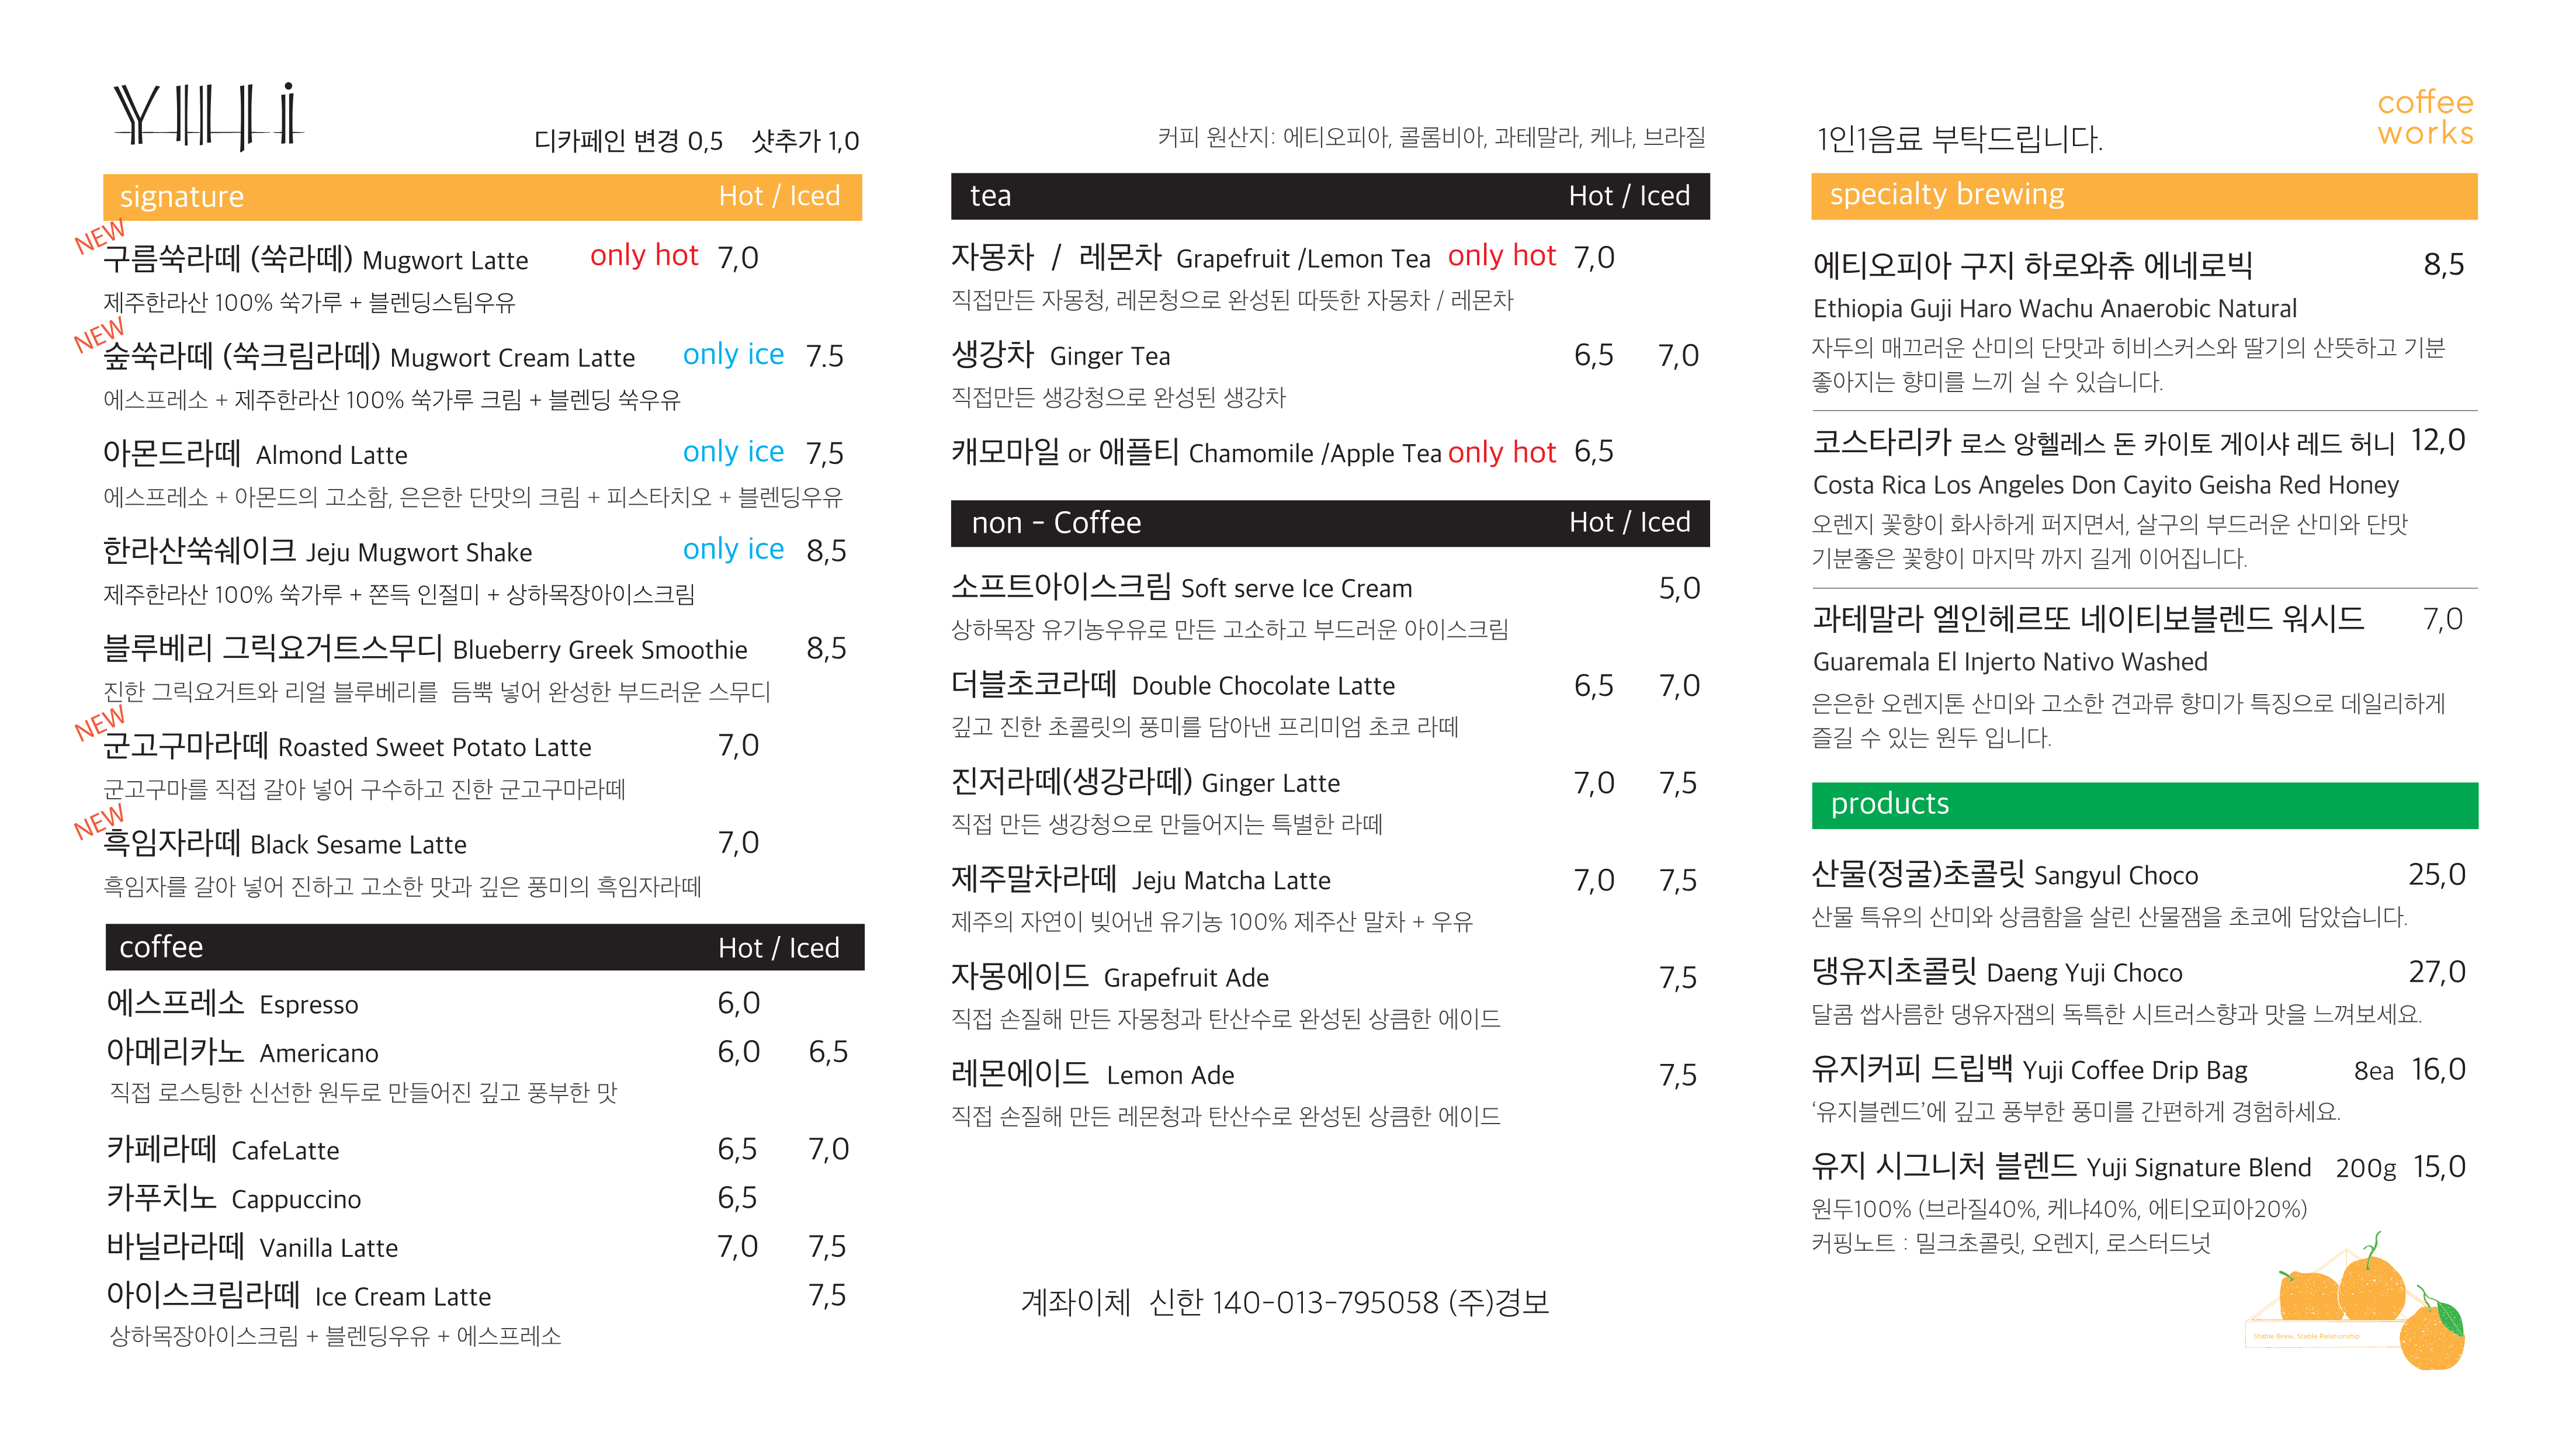 Yuji
디카페인 변경 0,5 샷추가 1,0
signature Hot / Iced
NEW
구름쑥라떼 (쑥라떼) Mugwort Latte only hot 7,0
제주한라산 100% 쑥가루 + 블렌딩스팀우유
NEW
숲쑥라떼 (쑥크림라떼) Mugwort Cream Latte only ice 7.5
에스프레소 + 제주한라산 100% 쑥가루 크림 + 블렌딩 쑥우유
아몬드라떼 Almond Latte only ice 7,5
에스프레소 + 아몬드의 고소함, 은은한 단맛의 크림 + 피스타치오 + 블렌딩우유
한라산쑥쉐이크 Jeju Mugwort Shake only ice 8,5
제주한라산 100% 쑥가루 + 쫀득 인절미 + 상하목장아이스크림
블루베리 그릭요거트스무디 Blueberry Greek Smoothie 8,5
진한 그릭요거트와 리얼 블루베리를 듬뿍 넣어 완성한 부드러운 스무디
NEW
군고구마라떼 Roasted Sweet Potato Latte 7,0
군고구마를 직접 갈아 넣어 구수하고 진한 군고구마라떼
NEW
흑임자라떼 Black Sesame Latte 7,0
흑임자를 갈아 넣어 진하고 고소한 맛과 깊은 풍미의 흑임자라떼
coffee Hot / Iced
에스프레소 Espresso 6,0
아메리카노 Americano 6,0 6,5
직접 로스팅한 신선한 원두로 만들어진 깊고 풍부한 맛
카페라떼 CafeLatte 6,5 7,0
카푸치노 Cappuccino 6,5
바닐라라떼 Vanilla Latte 7,0 7,5
아이스크림라떼 Ice Cream Latte 7,5
상하목장아이스크림 + 블렌딩우유 + 에스프레소
커피 원산지: 에티오피아, 콜롬비아, 과테말라, 케냐, 브라질
tea Hot / Iced
자몽차 / 레몬차 Grapefruit /Lemon Tea only hot 7,0
직접만든 자몽청, 레몬청으로 완성된 따뜻한 자몽차 / 레몬차
생강차 Ginger Tea 6,5 7,0
직접만든 생강청으로 완성된 생강차
캐모마일 or 애플티 Chamomile /Apple Tea only hot 6,5
non - Coffee Hot / Iced
소프트아이스크림 Soft serve Ice Cream 5,0
상하목장 유기농우유로 만든 고소하고 부드러운 아이스크림
더블초코라떼 Double Chocolate Latte 6,5 7,0
깊고 진한 초콜릿의 풍미를 담아낸 프리미엄 초코 라떼
진저라떼(생강라떼) Ginger Latte 7,0 7,5
직접 만든 생강청으로 만들어지는 특별한 라떼
제주말차라떼 Jeju Matcha Latte 7,0 7,5
제주의 자연이 빚어낸 유기농 100% 제주산 말차 + 우유
자몽에이드 Grapefruit Ade 7,5
직접 손질해 만든 자몽청과 탄산수로 완성된 상큼한 에이드
레몬에이드 Lemon Ade 7,5
직접 손질해 만든 레몬청과 탄산수로 완성된 상큼한 에이드
계좌이체 신한 140-013-795058 (주)경보
1인1음료 부탁드립니다.
coffee
works
specialty brewing
에티오피아 구지 하로와츄 에네로빅 8,5
Ethiopia Guji Haro Wachu Anaerobic Natural
자두의 매끄러운 산미의 단맛과 히비스커스와 딸기의 산뜻하고 기분
좋아지는 향미를 느끼 실 수 있습니다.
코스타리카 로스 앙헬레스 돈 카이토 게이샤 레드 허니 12,0
Costa Rica Los Angeles Don Cayito Geisha Red Honey
오렌지 꽃향이 화사하게 퍼지면서, 살구의 부드러운 산미와 단맛
기분좋은 꽃향이 마지막 까지 길게 이어집니다.
과테말라 엘인헤르또 네이티보블렌드 워시드 7,0
Guaremala El Injerto Nativo Washed
은은한 오렌지톤 산미와 고소한 견과류 향미가 특징으로 데일리하게
즐길 수 있는 원두 입니다.
products
산물(정귤)초콜릿 Sangyul Choco 25,0
산물 특유의 산미와 상큼함을 살린 산물잼을 초코에 담았습니다.
댕유지초콜릿 Daeng Yuji Choco 27,0
달콤 쌉사름한 댕유자잼의 독특한 시트러스향과 맛을 느껴보세요.
유지커피 드립백 Yuji Coffee Drip Bag 8ea 16,0
‘유지블렌드’에 깊고 풍부한 풍미를 간편하게 경험하세요.
유지 시그니처 블렌드 Yuji Signature Blend 200g 15,0
원두100% (브라질40%, 케냐40%, 에티오피아20%)
커핑노트 : 밀크초콜릿, 오렌지, 로스터드넛
Stable Brew, Stable Relationship.